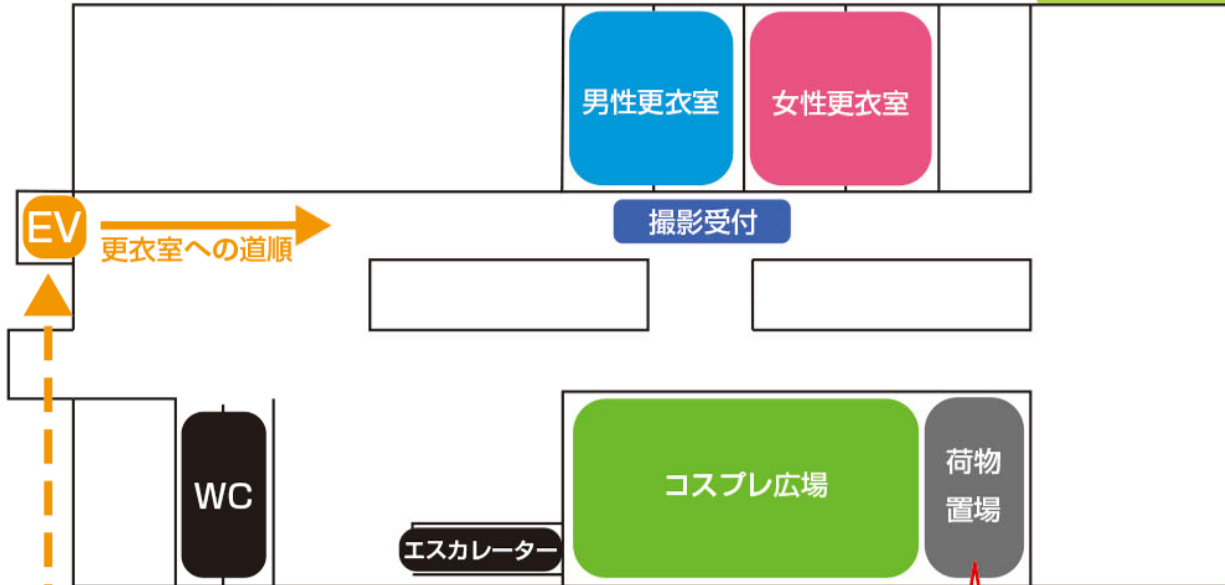 男性更衣室
女性更衣室
EV
更衣室への道順
撮影受付
WC
エスカレーター
コスプレ広場
荷物
置場